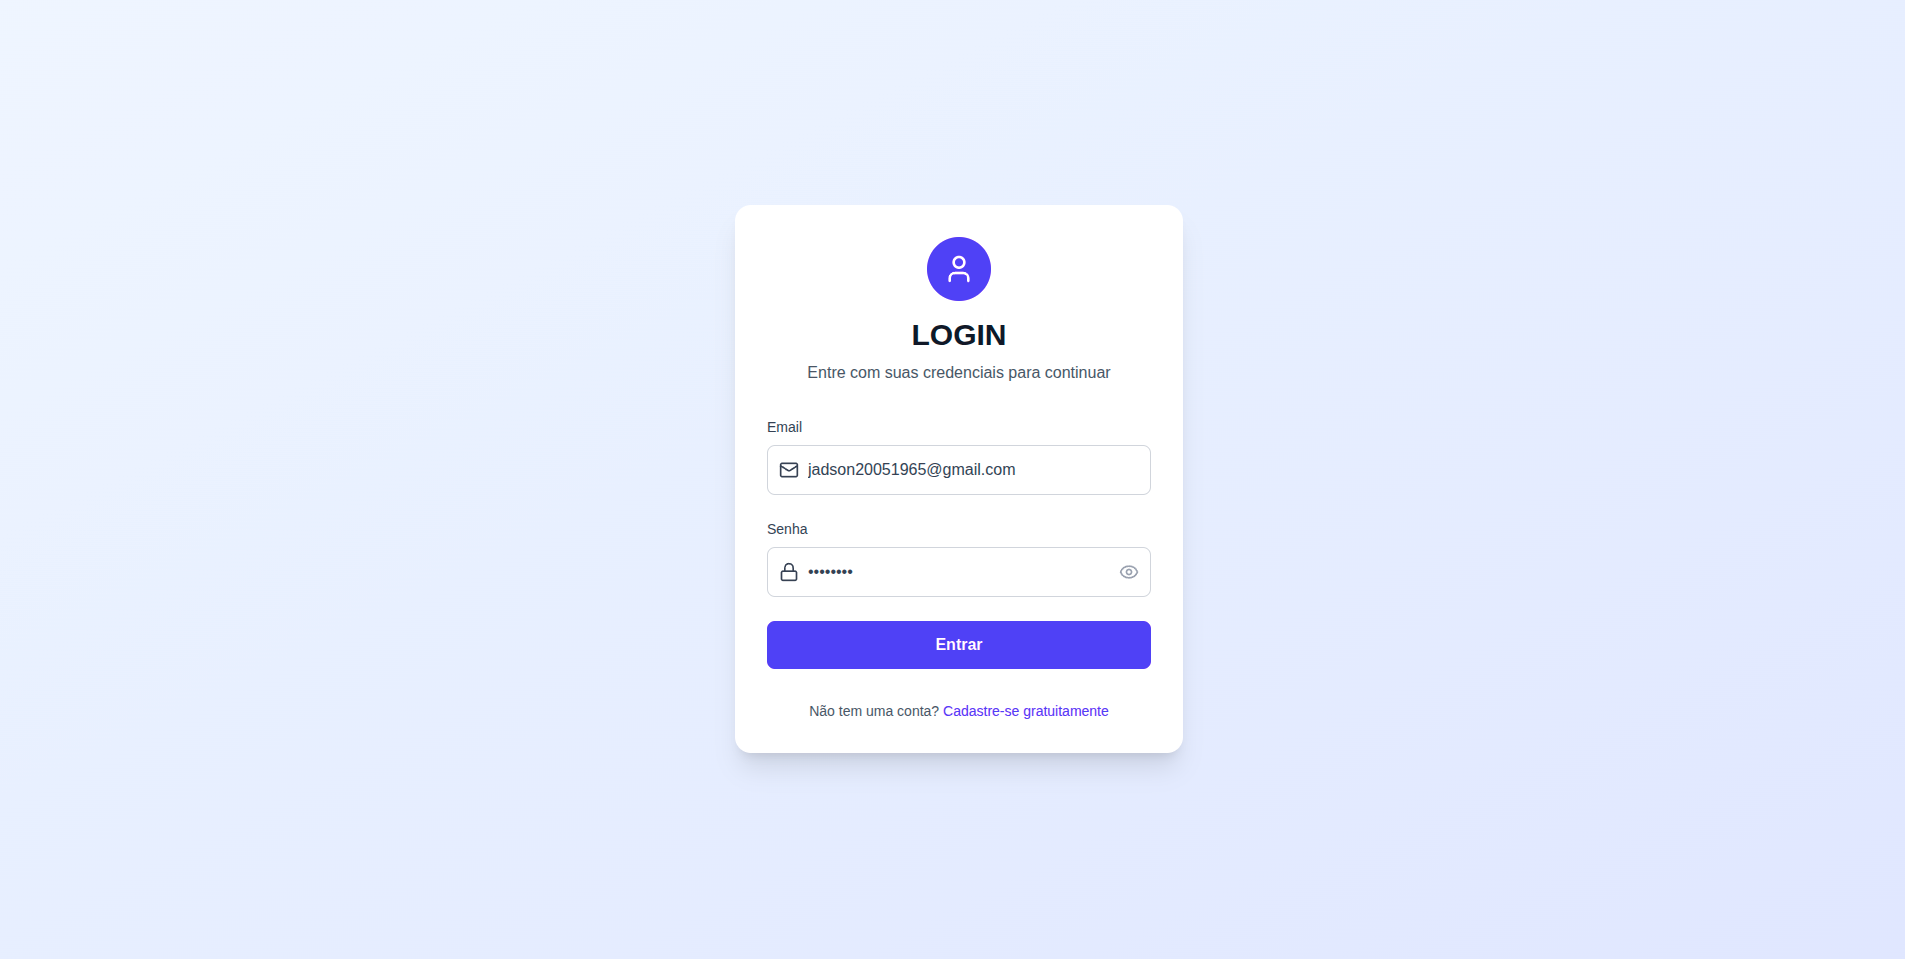 LOGIN
Entre com suas credenciais para continuar
Email
jadson20051965@gmail.com
Senha
••••••••
Entrar
Não tem uma conta? Cadastre-se gratuitamente